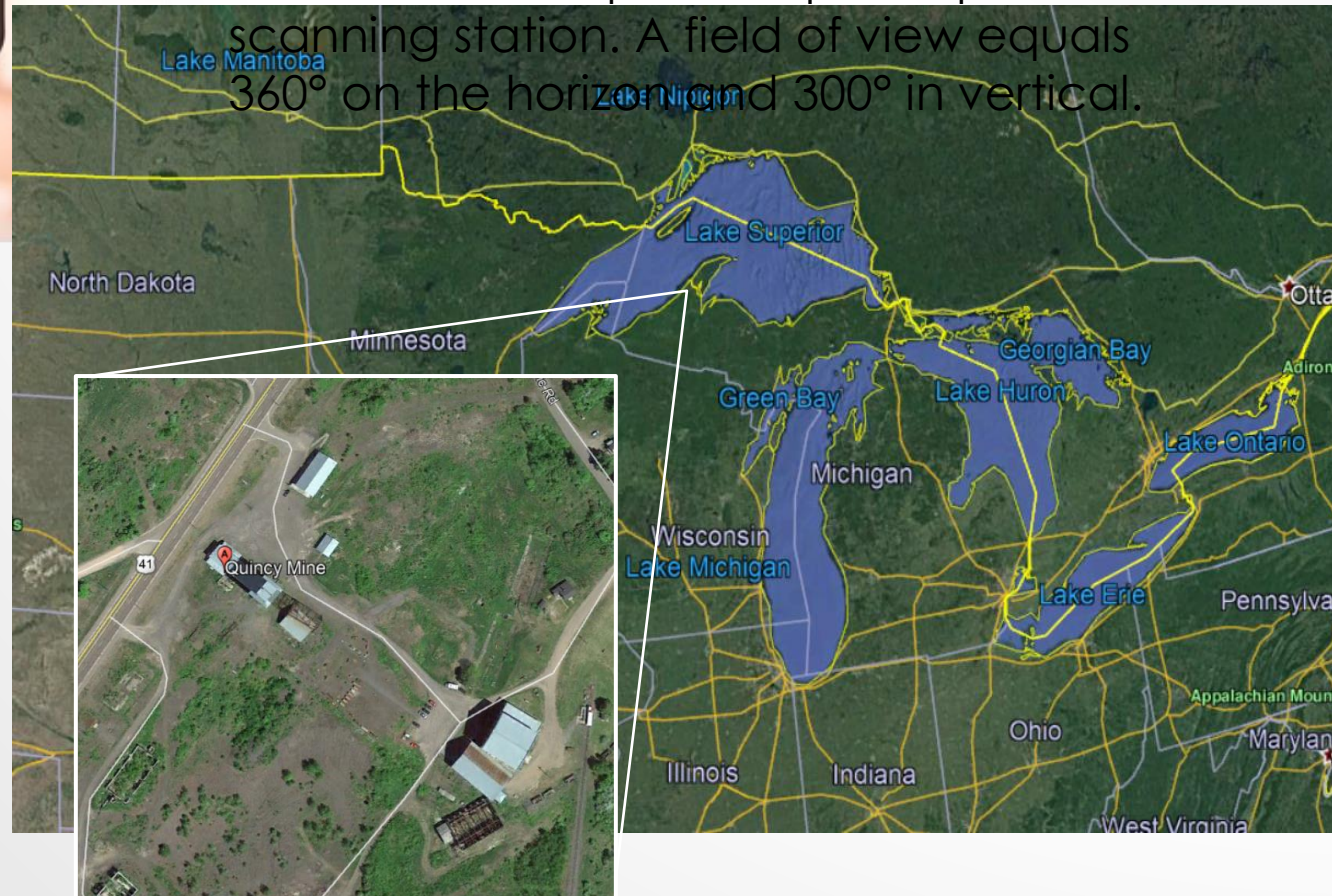 scanning station. A field of view equals
360° on the horizon and 300° in vertical.
Lake Manitoba
Lake Nipigon
Lake Superior
North Dakota
Minnesota
Georgian Bay
Green Bay
Lake Huron
Lake Ontario
Michigan
Wisconsin
Lake Michigan
Lake Erie
Pennsylva
Appalachian Moun
Ohio
Marylan
Illinois
Indiana
West Virginia
Otta
Adiron
41
A
Quincy Mine
Rd
s